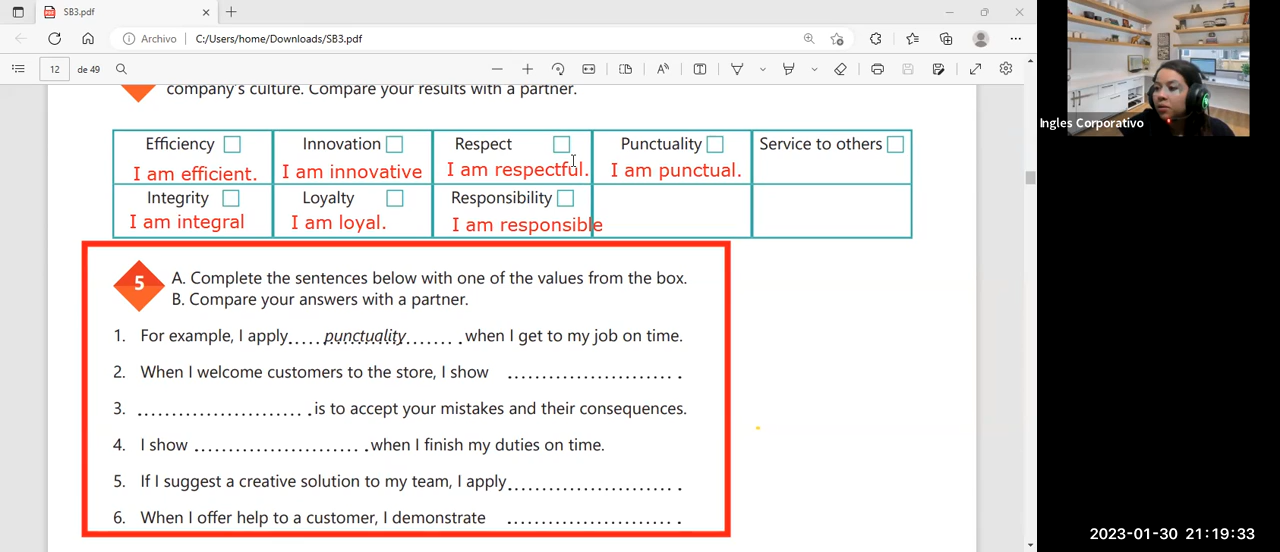 SB3.pdf
Archivo C:/Users/home/Downloads/SB3.pdf
12 de 49
company's culture. Compare your results with a partner.
Efficiency Innovation Respect Punctuality Service to others
I am efficient. I am innovative I am respectful. I am punctual.
Integrity Loyalty Responsibility
I am integral I am loyal. I am responsible
5 A. Complete the sentences below with one of the values from the box.
B. Compare your answers with a partner.
1. For example, I apply.....punctuality.......when I get to my job on time.
2. When I welcome customers to the store, I show ......................... .
3. ......................... .is to accept your mistakes and their consequences.
4. I show ......................... .when I finish my duties on time.
5. If I suggest a creative solution to my team, I apply......................... .
6. When I offer help to a customer, I demonstrate ......................... .
Ingles Corporativo
2023-01-30 21:19:33